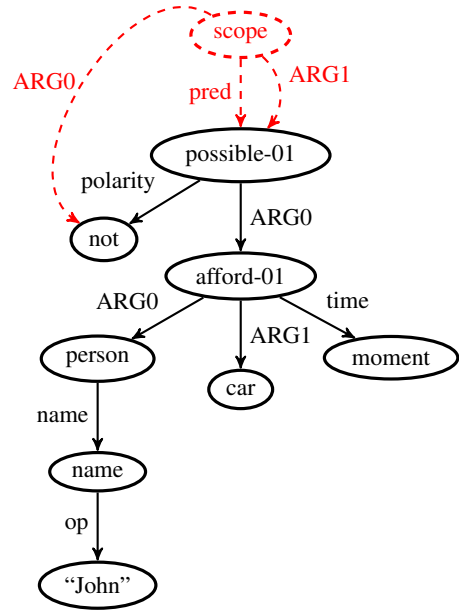 scope
ARG0
pred
ARG1
possible-01
polarity
not
ARG0
afford-01
ARG0
ARG1
time
person
car
moment
name
name
op
“John”